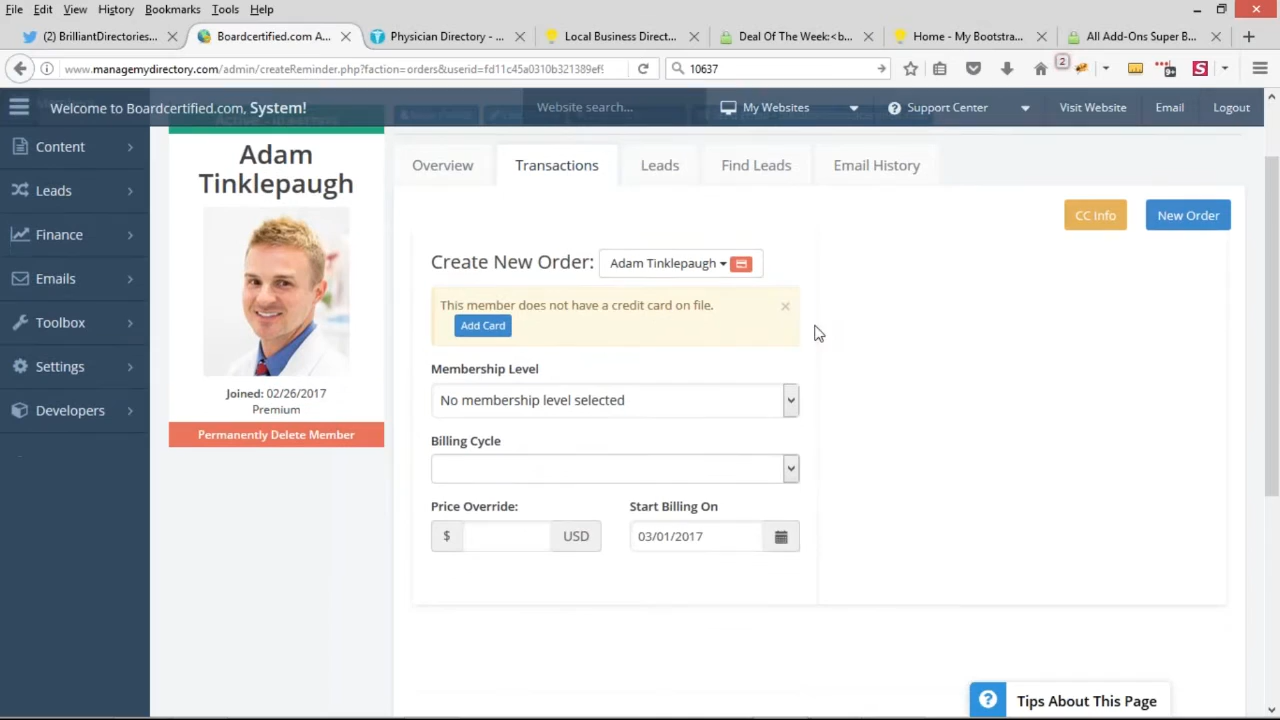 File Edit View History Bookmarks Tools Help
(2) BrilliantDirectories... × Boardcertified.com A... × Physician Directory - ... × Local Business Direct... × Deal Of The Week:<b... × Home - My Bootstra... × All Add-Ons Super B... × +
www.managemydirectory.com/admin/createReminder.php?faction=orders&userid=fd11c45a0310b321389ef9 10637 2
Welcome to Boardcertified.com, System! Website search... My Websites Support Center Visit Website Email Logout
Content
Leads
Finance
Emails
Toolbox
Settings
Developers
Adam
Tinklepaugh
Joined: 02/26/2017
Premium
Permanently Delete Member
Overview Transactions Leads Find Leads Email History
CC Info New Order
Create New Order: Adam Tinklepaugh
This member does not have a credit card on file. ×
Add Card
Membership Level
No membership level selected
Billing Cycle
Price Override: Start Billing On
$ USD 03/01/2017
? Tips About This Page